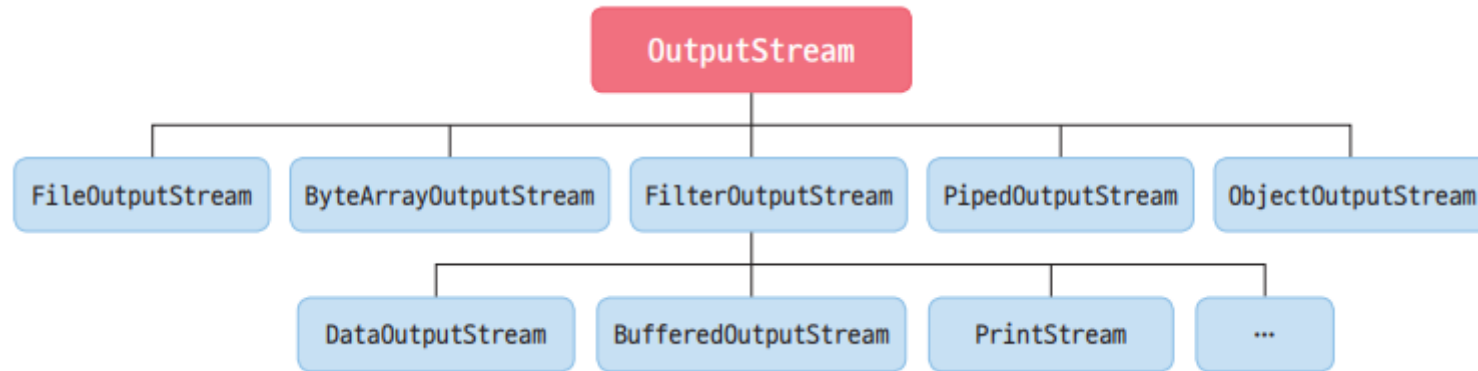 OutputStream
FileOutputStream
ByteArrayOutputStream
FilterOutputStream
PipedOutputStream
ObjectOutputStream
DataOutputStream
BufferedOutputStream
PrintStream
…